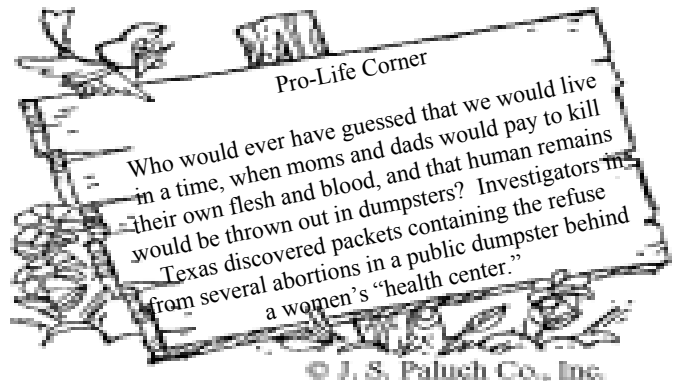 Pro-Life Corner
Who would ever have guessed that we would live
in a time, when moms and dads would pay to kill
their own flesh and blood, and that human remains
would be thrown out in dumpsters?  Investigators in
Texas discovered packets containing the refuse
from several abortions in a public dumpster behind
a women’s “health center.”
© J. S. Paluch Co., Inc.